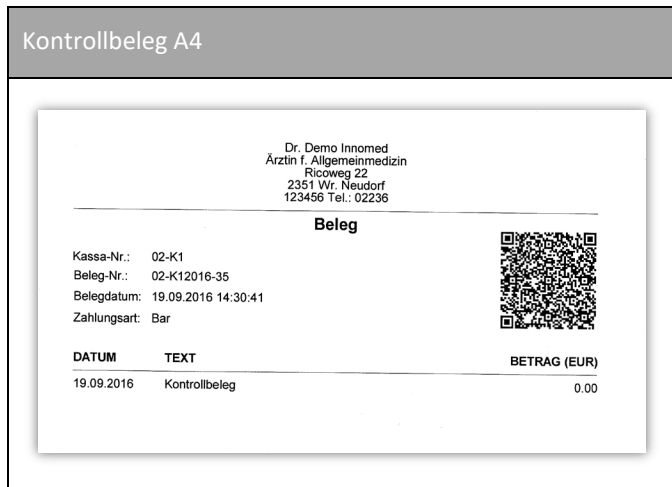 Kontrollbeleg A4
Dr. Demo Innomed
Ärztin f. Allgemeinmedizin
Ricoweg 22
2351 Wr. Neudorf
123456 Tel.: 02236
Beleg
Kassa-Nr.: 02-K1
Beleg-Nr.: 02-K12016-35
Belegdatum: 19.09.2016 14:30:41
Zahlungsart: Bar
DATUM TEXT BETRAG (EUR)
19.09.2016 Kontrollbeleg 0.00